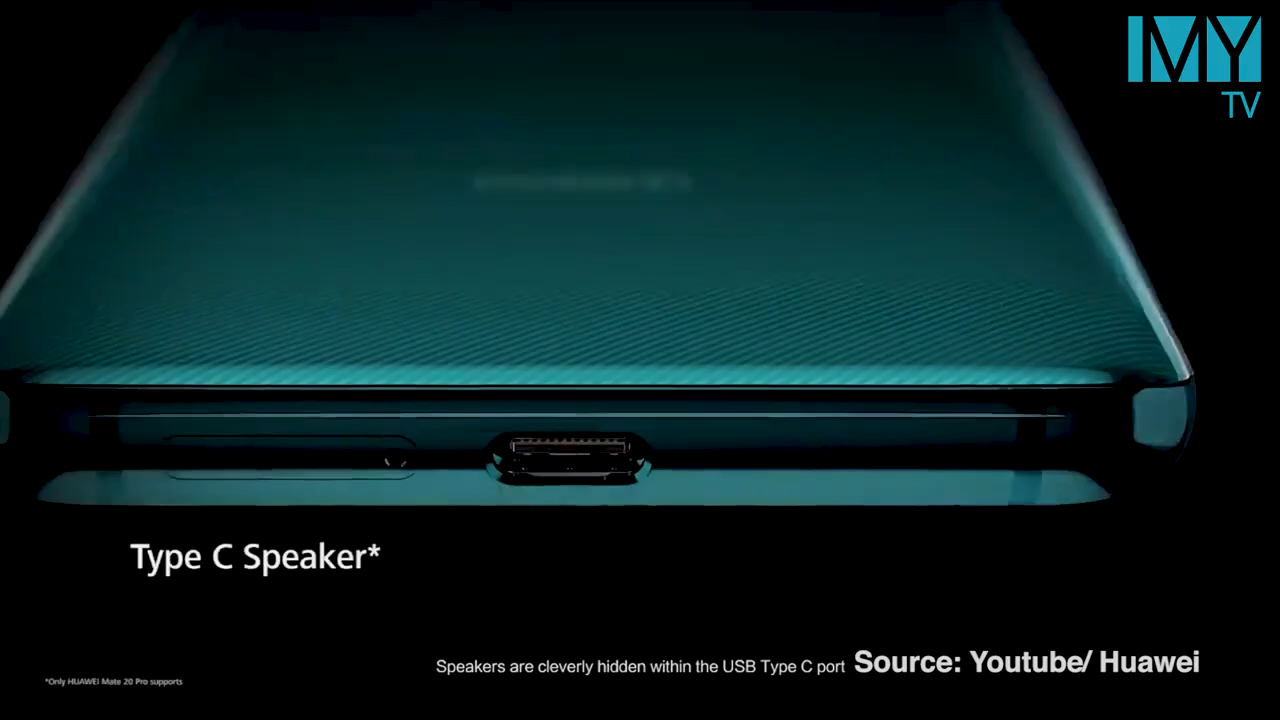 IMY
TV
Type C Speaker*
Speakers are cleverly hidden within the USB Type C port
Source: Youtube/ Huawei
*Only HUAWEI Mate 20 Pro supports